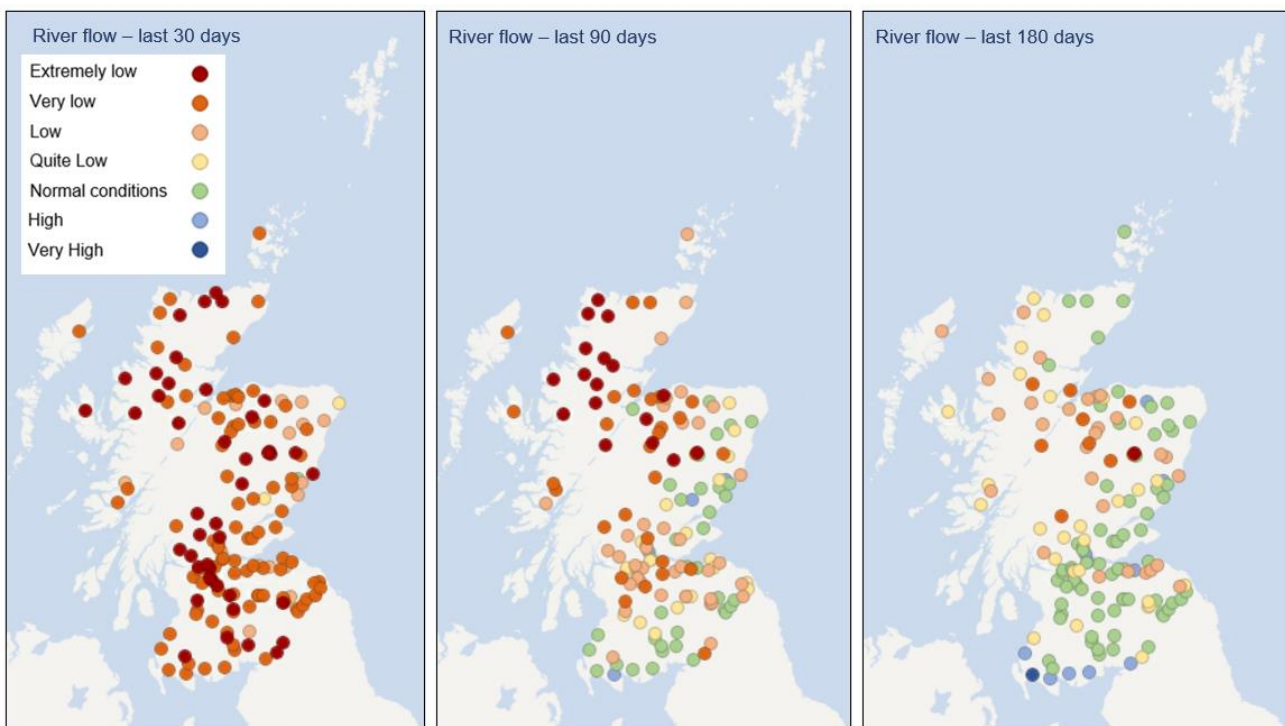 River flow – last 30 days
Extremely low
Very low
Low
Quite Low
Normal conditions
High
Very High
River flow – last 90 days
River flow – last 180 days